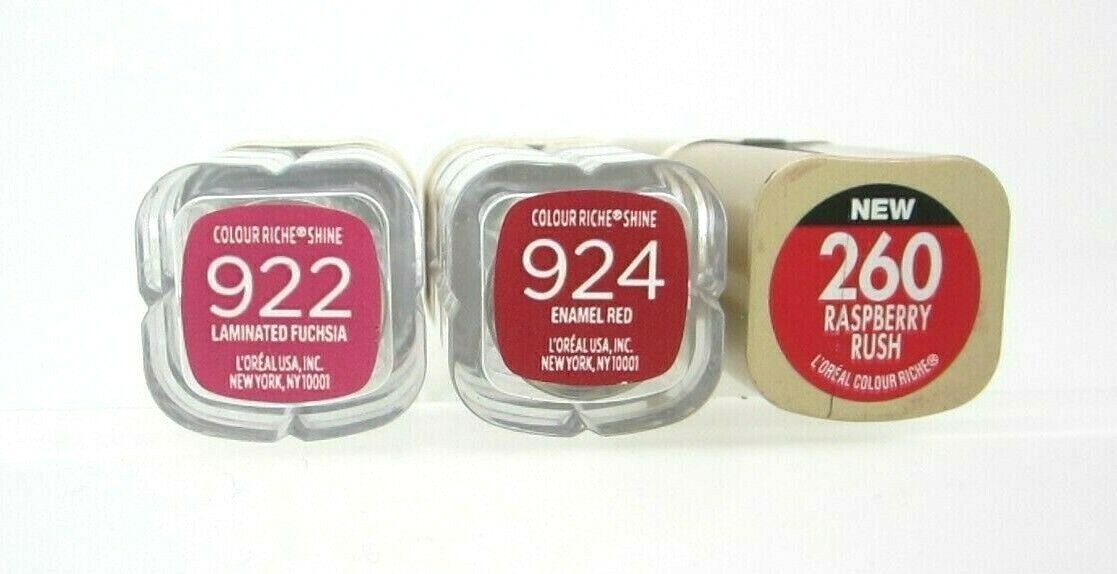 COLOUR RICHE® SHINE
922
LAMINATED FUCHSIA
L'ORÉAL USA, INC.
NEW YORK, NY 10001
COLOUR RICHE® SHINE
924
ENAMEL RED
L'ORÉAL USA, INC.
NEW YORK, NY 10001
NEW
260
RASPBERRY
RUSH
L'ORÉAL COLOUR RICHE®